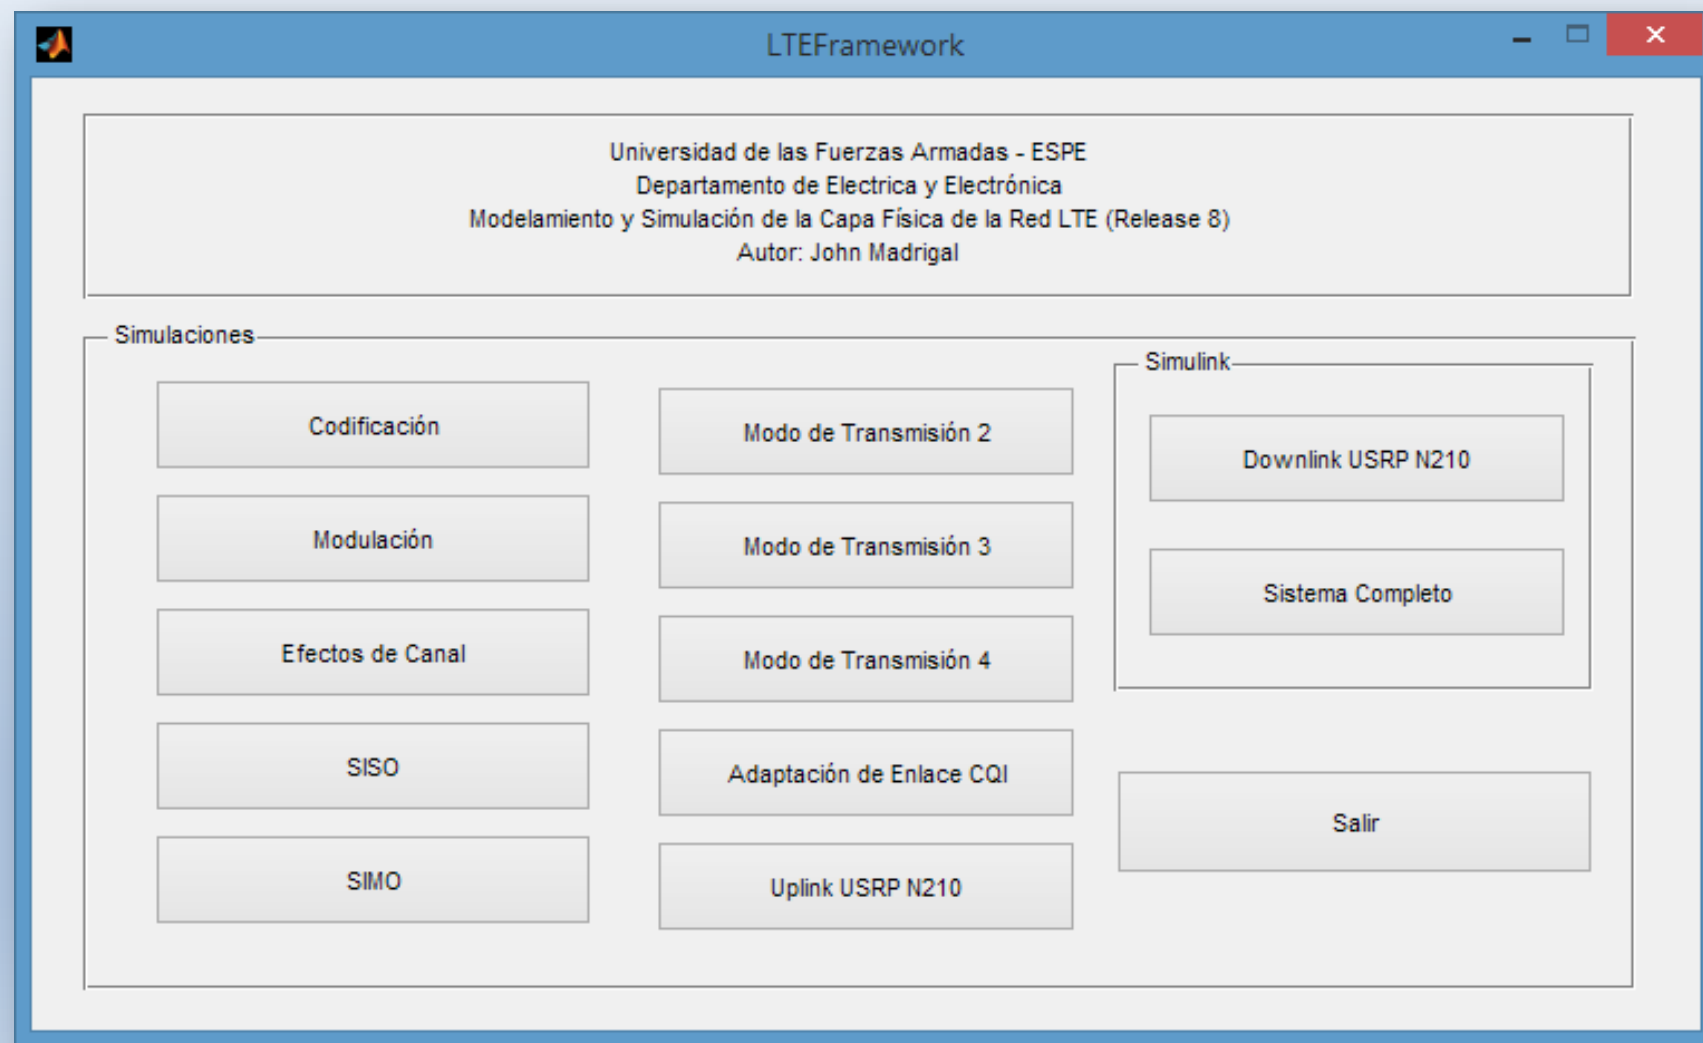 LTEFramework
Universidad de las Fuerzas Armadas - ESPE
Departamento de Electrica y Electrónica
Modelamiento y Simulación de la Capa Física de la Red LTE (Release 8)
Autor: John Madrigal
Simulaciones
Codificación
Modulación
Efectos de Canal
SISO
SIMO
Modo de Transmisión 2
Modo de Transmisión 3
Modo de Transmisión 4
Adaptación de Enlace CQI
Uplink USRP N210
Simulink
Downlink USRP N210
Sistema Completo
Salir